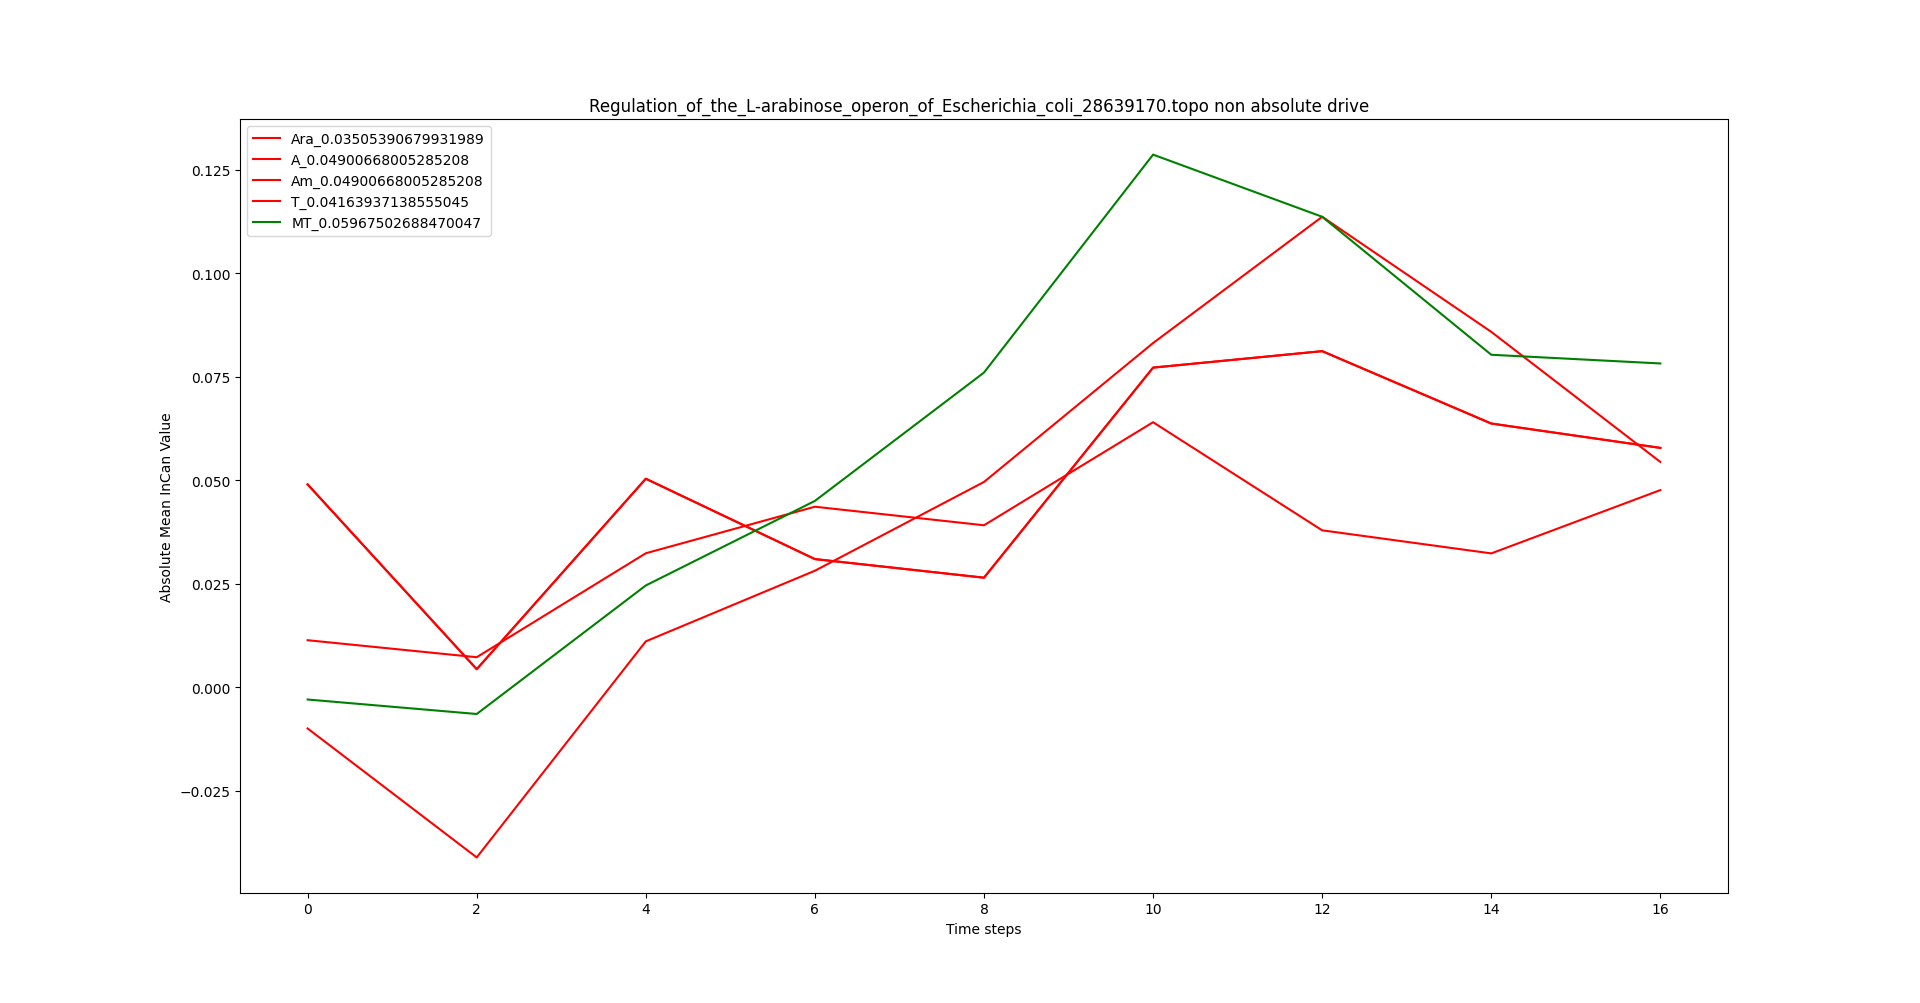 Regulation_of_the_L-arabinose_operon_of_Escherichia_coli_28639170.topo non absolute drive
Ara_0.03505390679931989
A_0.04900668005285208
Am_0.04900668005285208
T_0.04163937138555045
MT_0.05967502688470047
0.125
0.100
0.075
0.050
0.025
0.000
−0.025
Absolute Mean InCan Value
0 2 4 6 8 10 12 14 16
Time steps